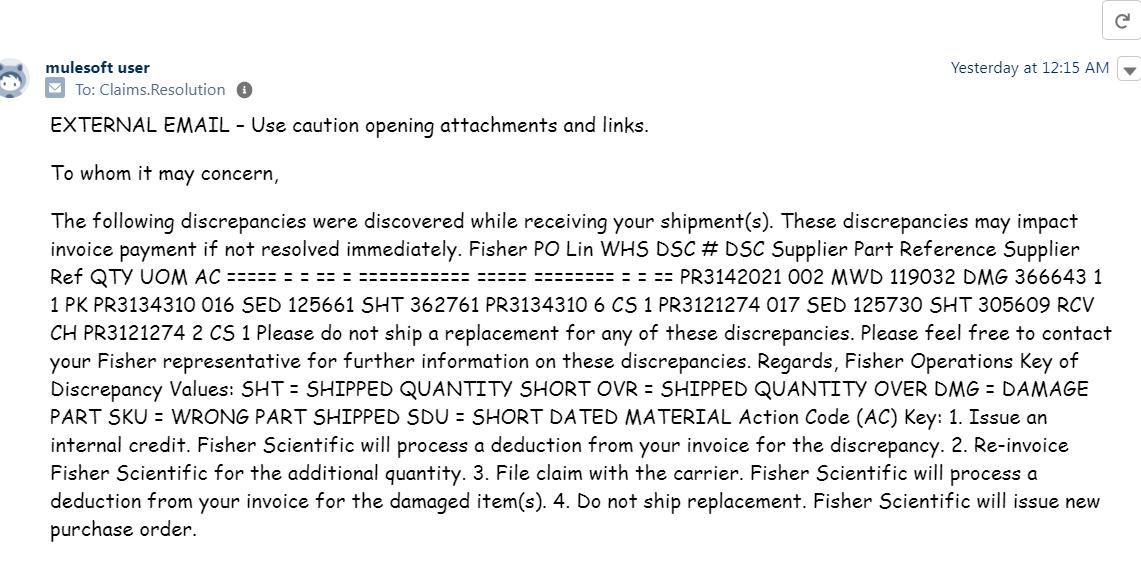 mulesoft user
Yesterday at 12:15 AM
To: Claims.Resolution
EXTERNAL EMAIL – Use caution opening attachments and links.
To whom it may concern,
The following discrepancies were discovered while receiving your shipment(s). These discrepancies may impact
invoice payment if not resolved immediately. Fisher PO Lin WHS DSC # DSC Supplier Part Reference Supplier
Ref QTY UOM AC ===== = = == = =========== ===== ======== = = == PR3142021 002 MWD 119032 DMG 366643 1
1 PK PR3134310 016 SED 125661 SHT 362761 PR3134310 6 CS 1 PR3121274 017 SED 125730 SHT 305609 RCV
CH PR3121274 2 CS 1 Please do not ship a replacement for any of these discrepancies. Please feel free to contact
your Fisher representative for further information on these discrepancies. Regards, Fisher Operations Key of
Discrepancy Values: SHT = SHIPPED QUANTITY SHORT OVR = SHIPPED QUANTITY OVER DMG = DAMAGE
PART SKU = WRONG PART SHIPPED SDU = SHORT DATED MATERIAL Action Code (AC) Key: 1. Issue an
internal credit. Fisher Scientific will process a deduction from your invoice for the discrepancy. 2. Re-invoice
Fisher Scientific for the additional quantity. 3. File claim with the carrier. Fisher Scientific will process a
deduction from your invoice for the damaged item(s). 4. Do not ship replacement. Fisher Scientific will issue new
purchase order.